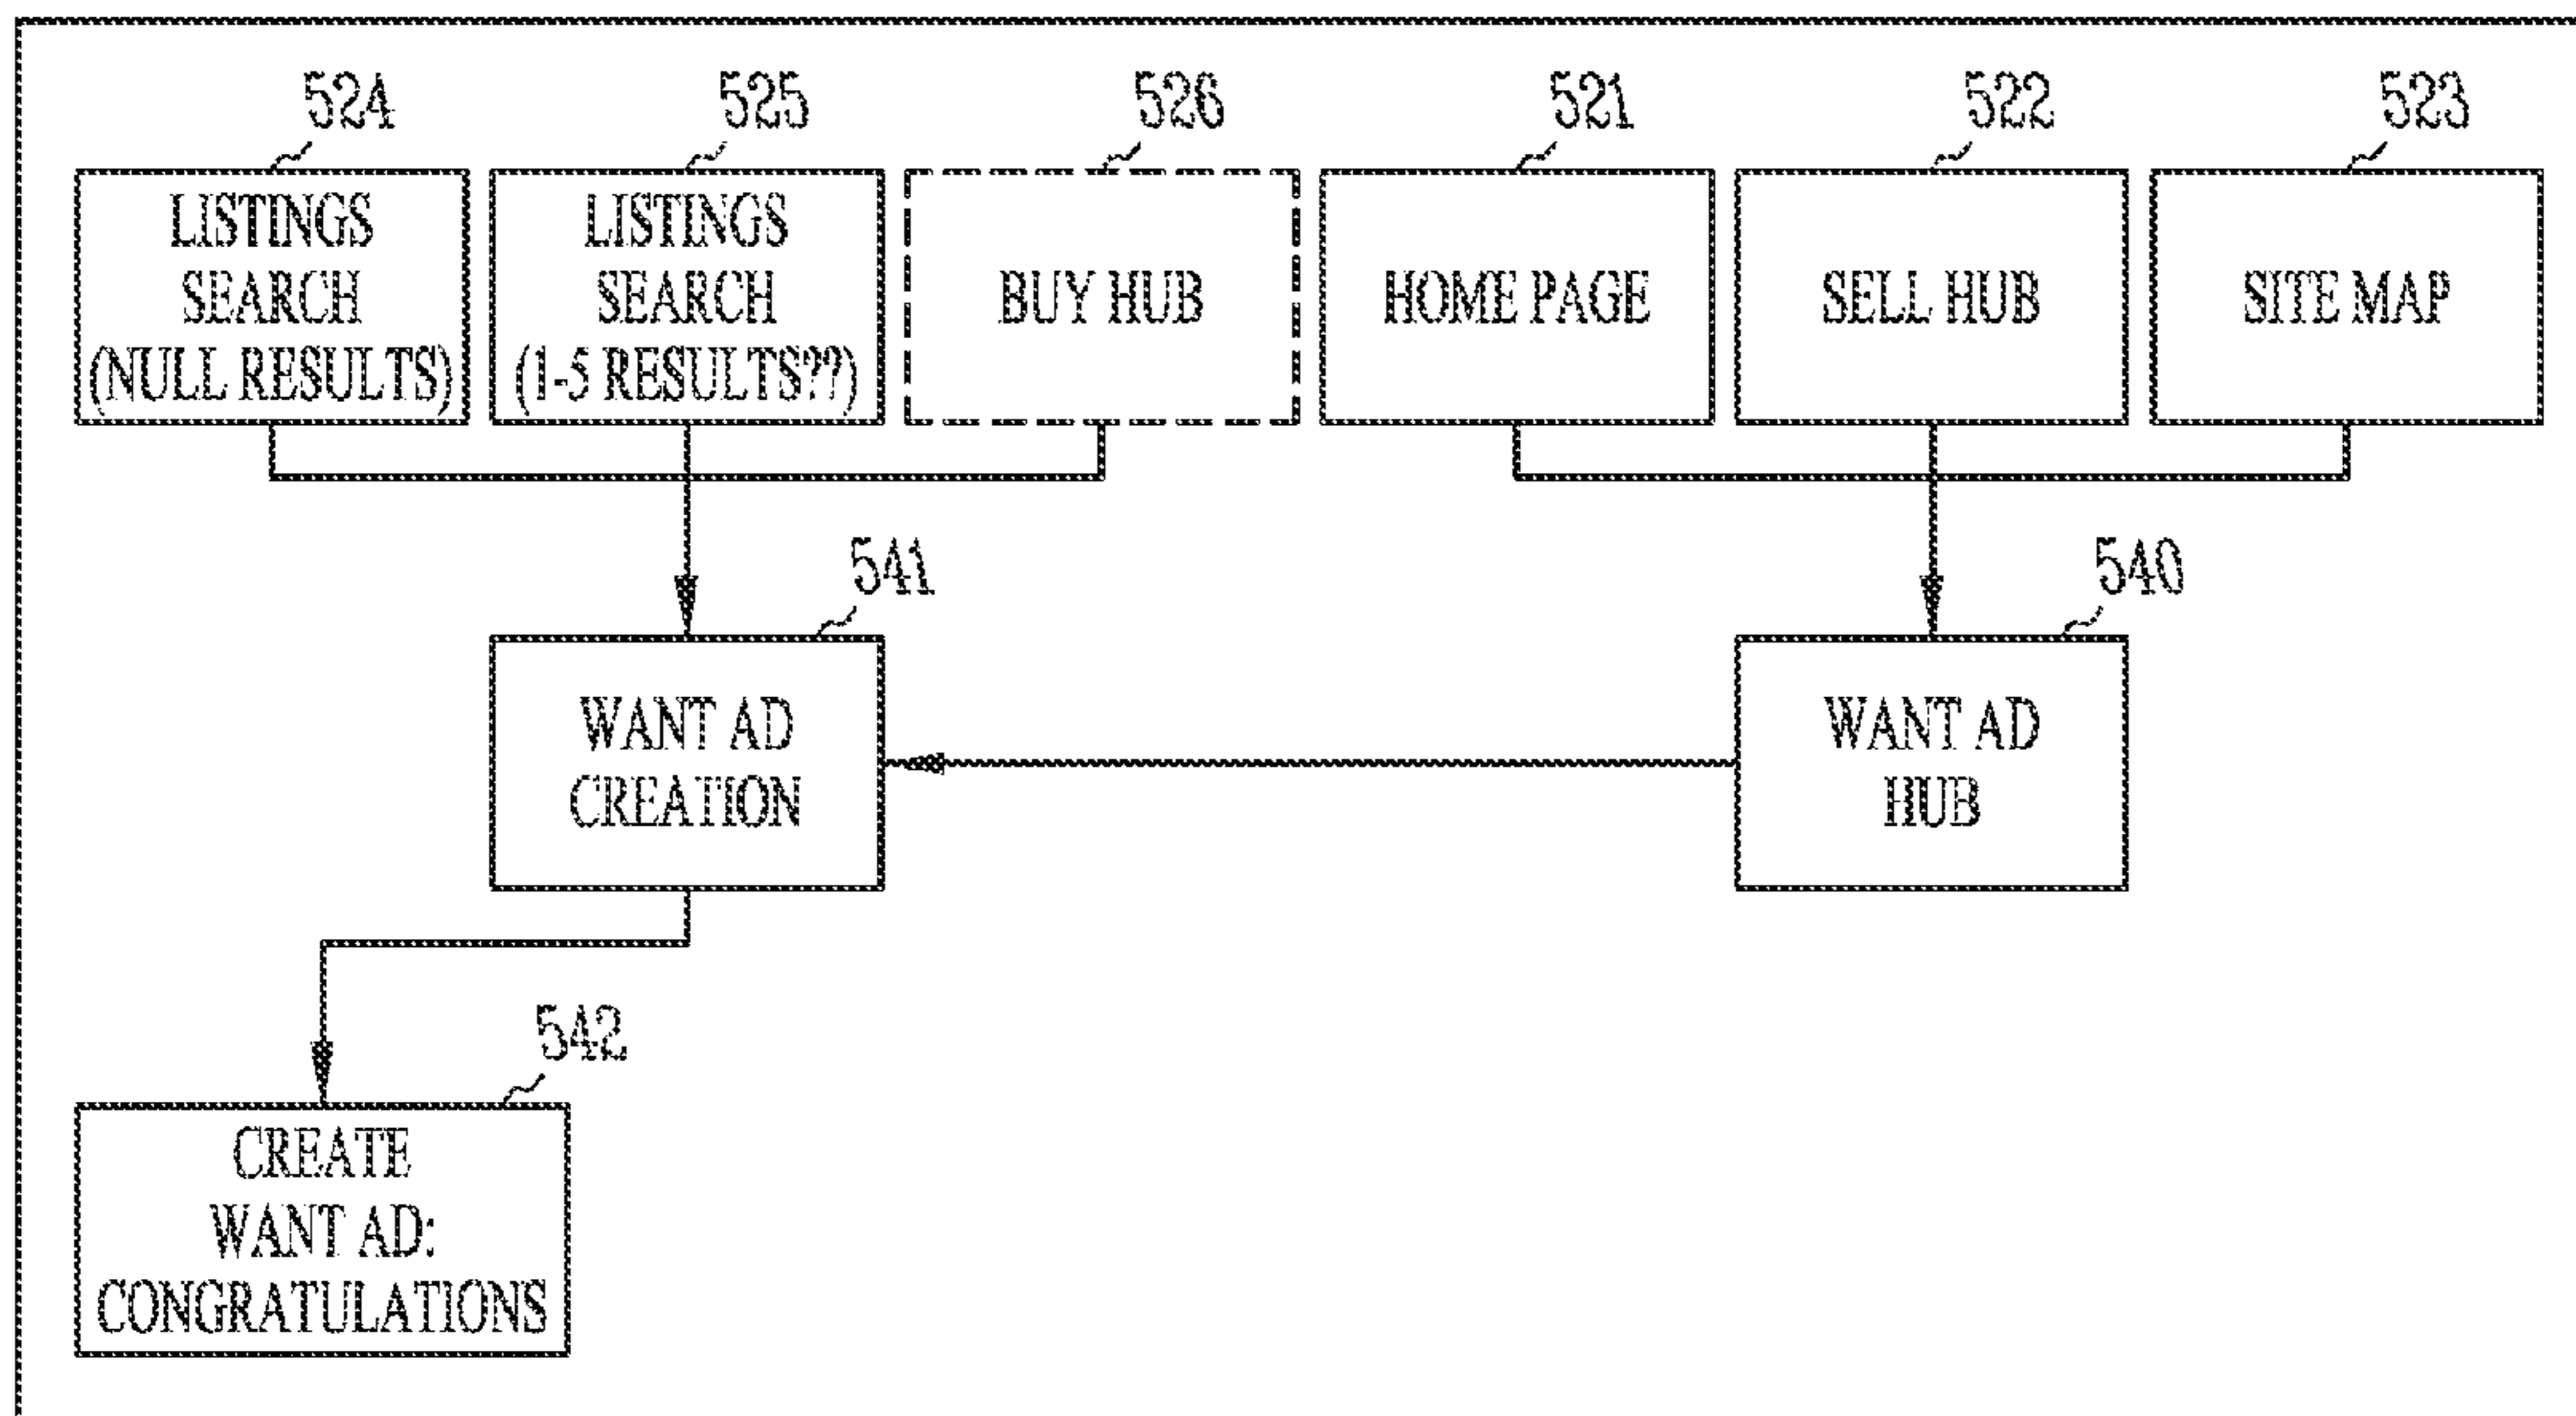 524
525
526
521
522
523
LISTINGS
SEARCH
(NULL RESULTS)
LISTINGS
SEARCH
(1-5 RESULTS??)
BUY HUB
HOME PAGE
SELL HUB
SITE MAP
541
540
WANT AD
CREATION
WANT AD
HUB
542
CREATE
WANT AD:
CONGRATULATIONS